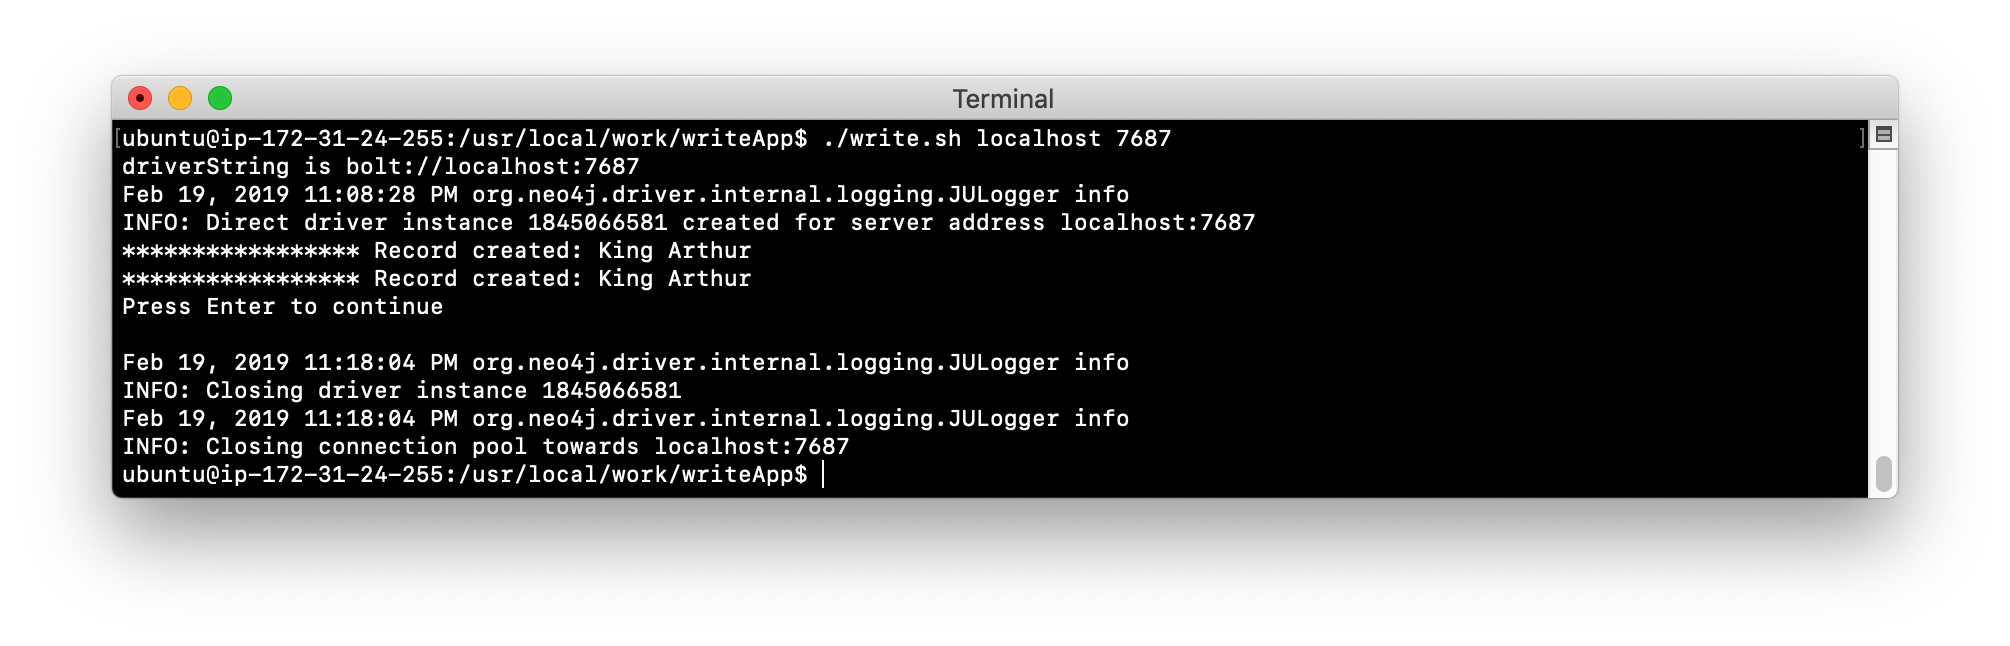 Terminal
[ubuntu@ip-172-31-24-255:/usr/local/work/writeApp$ ./write.sh localhost 7687 ]
driverString is bolt://localhost:7687
Feb 19, 2019 11:08:28 PM org.neo4j.driver.internal.logging.JULogger info
INFO: Direct driver instance 1845066581 created for server address localhost:7687
***************** Record created: King Arthur
***************** Record created: King Arthur
Press Enter to continue
Feb 19, 2019 11:18:04 PM org.neo4j.driver.internal.logging.JULogger info
INFO: Closing driver instance 1845066581
Feb 19, 2019 11:18:04 PM org.neo4j.driver.internal.logging.JULogger info
INFO: Closing connection pool towards localhost:7687
ubuntu@ip-172-31-24-255:/usr/local/work/writeApp$